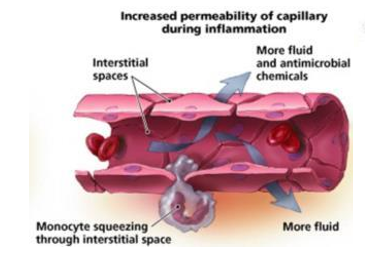 Increased permeability of capillary
during inflammation
Interstitial
spaces
More fluid
and antimicrobial
chemicals
Monocyte squeezing
through interstitial space
More fluid